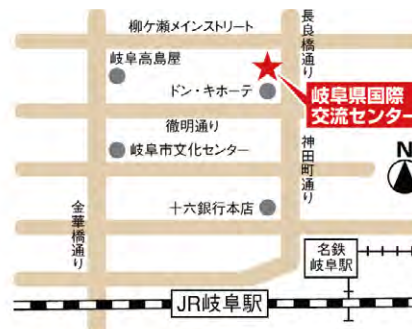 柳ケ瀬メインストリート
長良橋通り
岐阜高島屋
ドン・キホーテ
岐阜県国際
交流センター
徹明通り
岐阜市文化センター
神田町通り
N
金華橋通り
十六銀行本店
名鉄
岐阜駅
JR岐阜駅